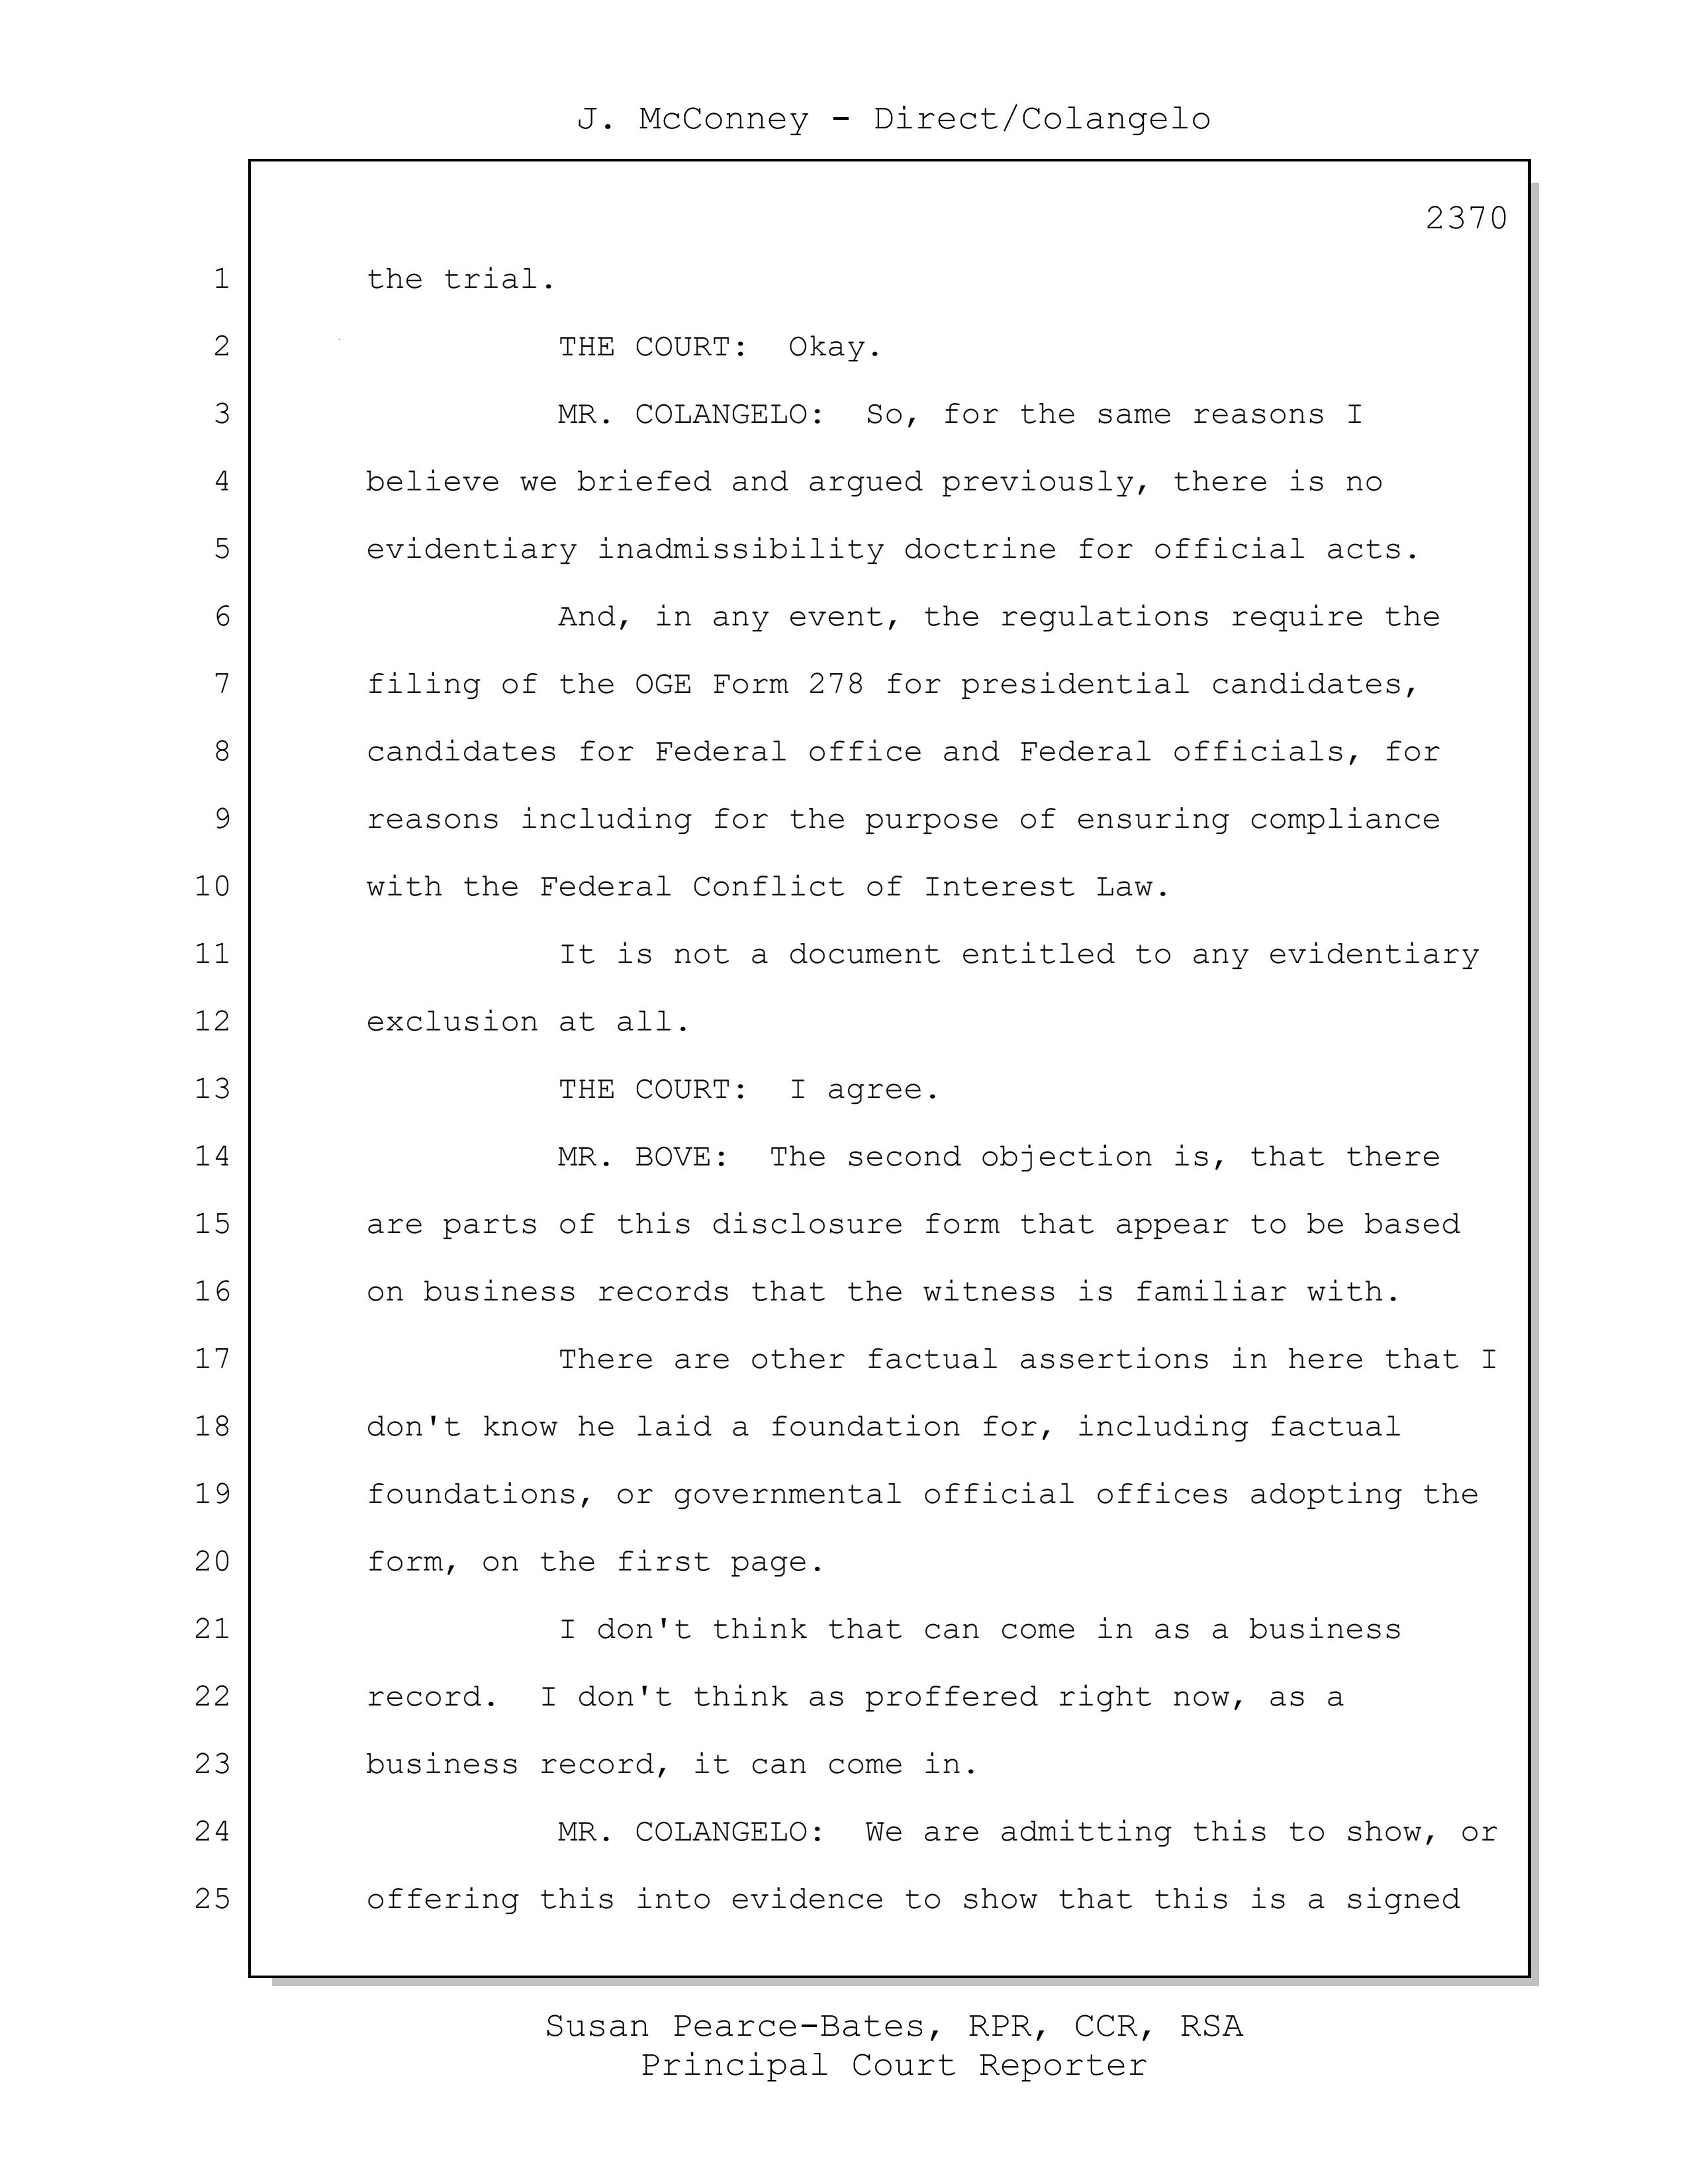 J. McConney - Direct/Colangelo
2370
1 the trial.
2 THE COURT: Okay.
3 MR. COLANGELO: So, for the same reasons I
4 believe we briefed and argued previously, there is no
5 evidentiary inadmissibility doctrine for official acts.
6 And, in any event, the regulations require the
7 filing of the OGE Form 278 for presidential candidates,
8 candidates for Federal office and Federal officials, for
9 reasons including for the purpose of ensuring compliance
10 with the Federal Conflict of Interest Law.
11 It is not a document entitled to any evidentiary
12 exclusion at all.
13 THE COURT: I agree.
14 MR. BOVE: The second objection is, that there
15 are parts of this disclosure form that appear to be based
16 on business records that the witness is familiar with.
17 There are other factual assertions in here that I
18 don't know he laid a foundation for, including factual
19 foundations, or governmental official offices adopting the
20 form, on the first page.
21 I don't think that can come in as a business
22 record. I don't think as proffered right now, as a
23 business record, it can come in.
24 MR. COLANGELO: We are admitting this to show, or
25 offering this into evidence to show that this is a signed
Susan Pearce-Bates, RPR, CCR, RSA
Principal Court Reporter